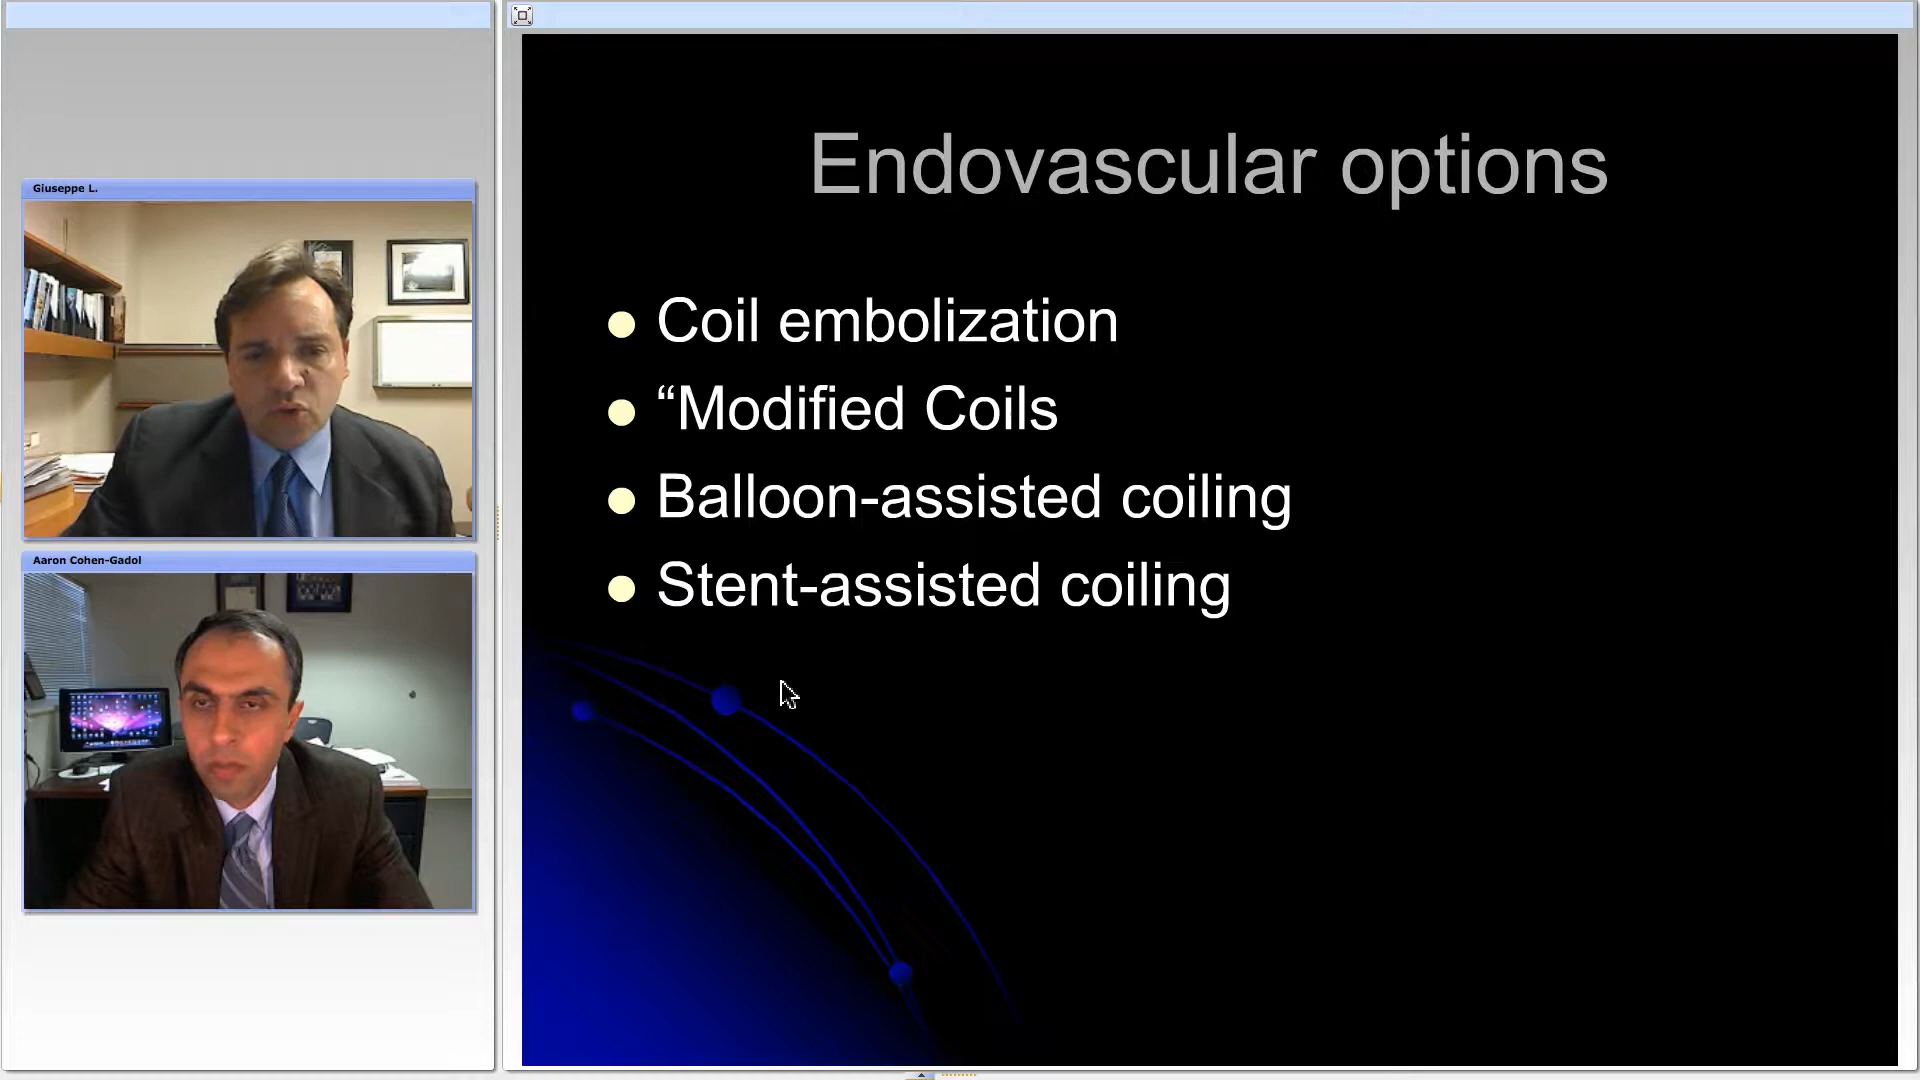 Giuseppe L.
Aaron Cohen-Gadol
Endovascular options
Coil embolization
“Modified Coils
Balloon-assisted coiling
Stent-assisted coiling